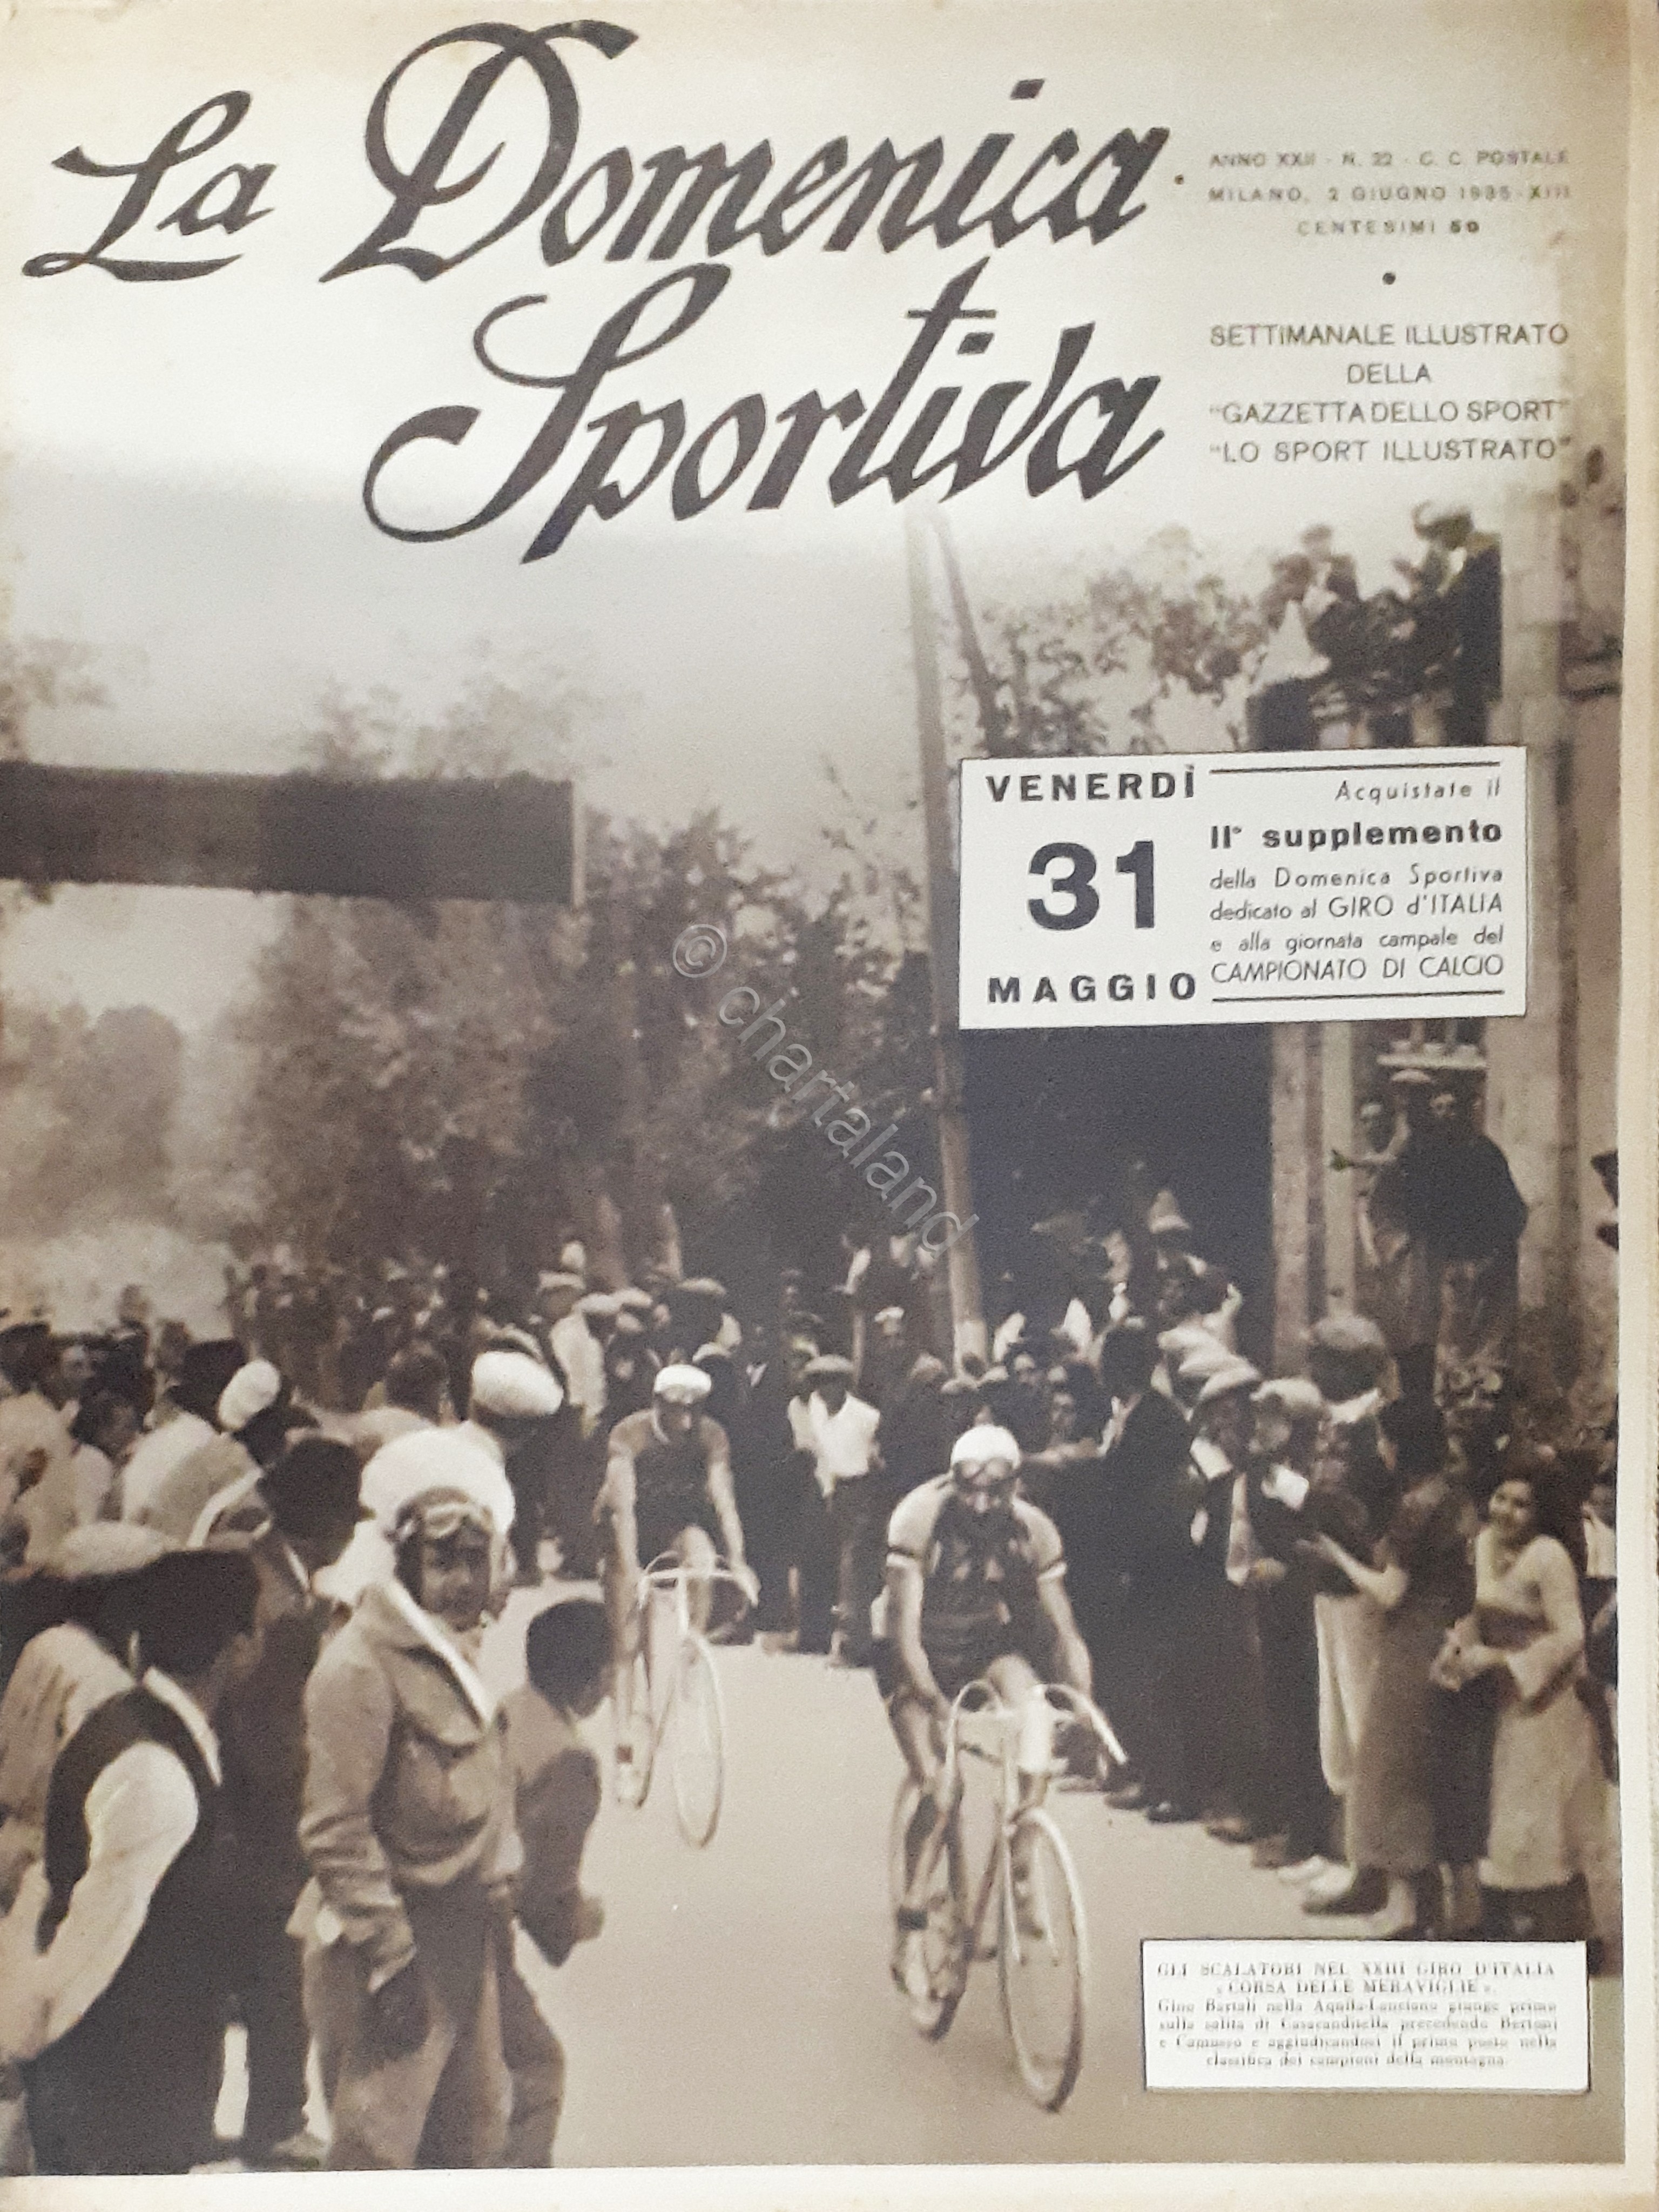 La Domenica
Sportiva
ANNO XXII - N. 22 - C. C. POSTALE
MILANO, 2 GIUGNO 1935-XIII
CENTESIMI 50
SETTIMANALE ILLUSTRATO
DELLA
"GAZZETTA DELLO SPORT"
"LO SPORT ILLUSTRATO"
VENERDÌ
31
MAGGIO
Acquistate il
II° supplemento
della Domenica Sportiva
dedicato al GIRO d'ITALIA
e alla giornata campale del
CAMPIONATO DI CALCIO
© chartaland
GLI SCALATORI NEL XXIII GIRO D'ITALIA
« CORSA DELLE MERAVIGLIE ».
Gino Bartali nella Aquila-Lanciano giunge primo
sulla salita di Casacanditella precedendo Bertoni
e Camusso e aggiudicandosi il primo posto nella
classifica dei campioni della montagna.